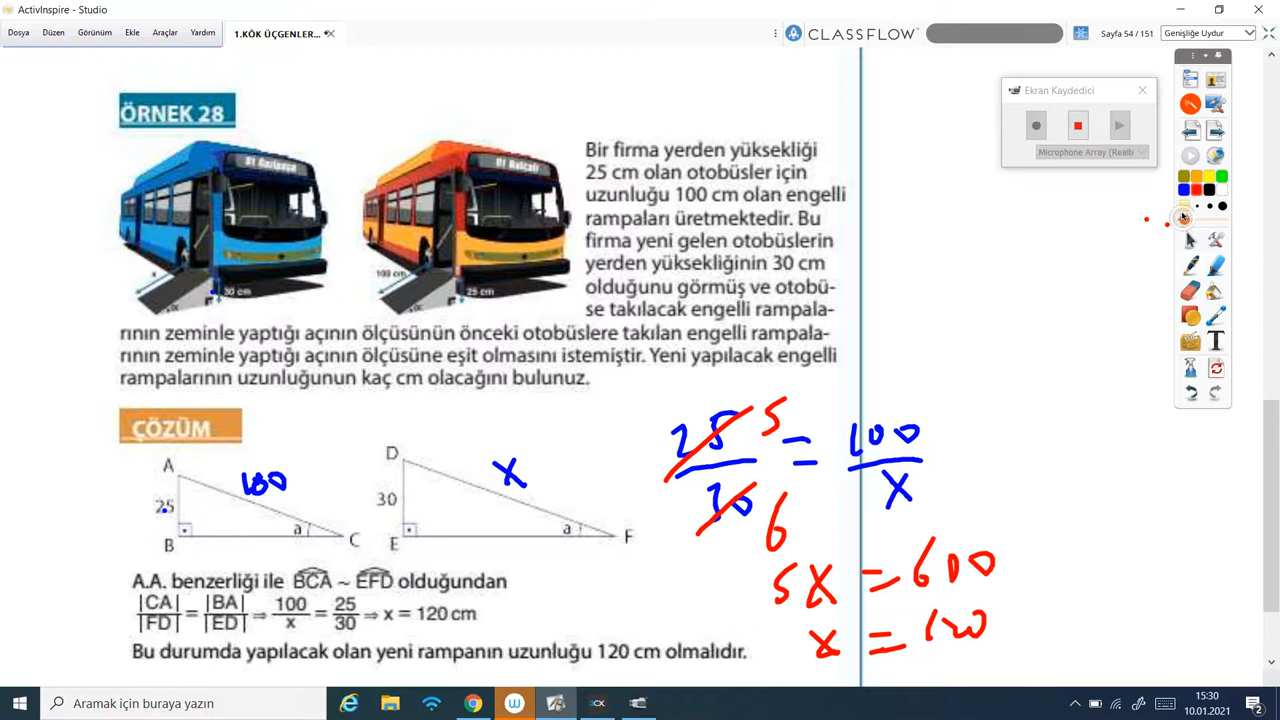 ActivInspire - Studio
Dosya Düzen Görünüm Ekle Araçlar Yardım
1.KÖK ÜÇGENLER...
CLASSFLOW
Sayfa 54 / 151
Genişliğe Uydur
Ekran Kaydedici
Microphone Array (Realt
ÖRNEK 28
Bir firma yerden yüksekliği
25 cm olan otobüsler için
uzunluğu 100 cm olan engelli
rampaları üretmektedir. Bu
firma yeni gelen otobüslerin
yerden yüksekliğinin 30 cm
olduğunu görmüş ve otobü-
se takılacak engelli rampala-
x
30 cm
100 cm
25 cm
rının zeminle yaptığı açının ölçüsünün önceki otobüslere takılan engelli rampala-
rının zeminle yaptığı açının ölçüsüne eşit olmasını istemiştir. Yeni yapılacak engelli
rampalarının uzunluğunun kaç cm olacağını bulunuz.
ÇÖZÜM
A
100
25
B
a
C
D
x
30
E
a
F
25 5 = 100
30 6 x
5x = 600
x = 120
A.A. benzerliği ile BCA ~ EFD olduğundan
|CA| / |FD| = |BA| / |ED| ⇒ 100 / x = 25 / 30 ⇒ x = 120 cm
Bu durumda yapılacak olan yeni rampanın uzunluğu 120 cm olmalıdır.
Aramak için buraya yazın
15:30
10.01.2021
2